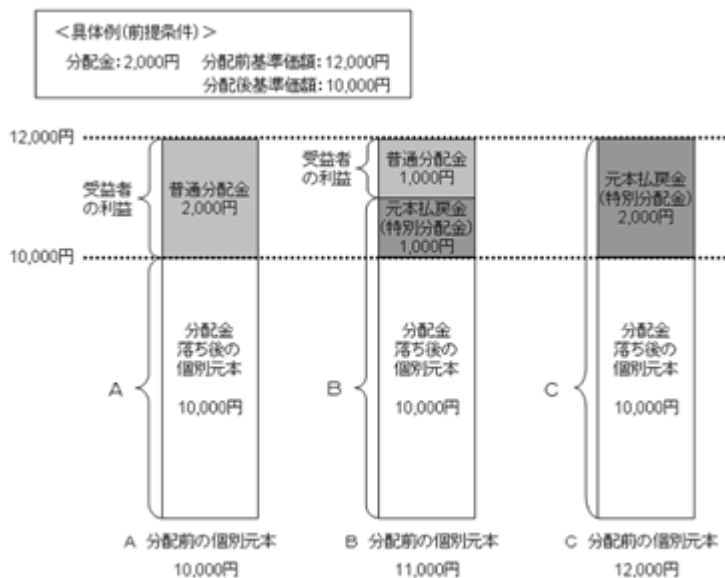 <具体例(前提条件)>
分配金:2,000円 分配前基準価額:12,000円
分配後基準価額:10,000円
12,000円
受益者
の利益
普通分配金
2,000円
10,000円
A
分配金
落ち後の
個別元本
10,000円
A 分配前の個別元本
10,000円
受益者
の利益
普通分配金
1,000円
元本払戻金
(特別分配金)
1,000円
B
分配金
落ち後の
個別元本
10,000円
B 分配前の個別元本
11,000円
元本払戻金
(特別分配金)
2,000円
C
分配金
落ち後の
個別元本
10,000円
C 分配前の個別元本
12,000円